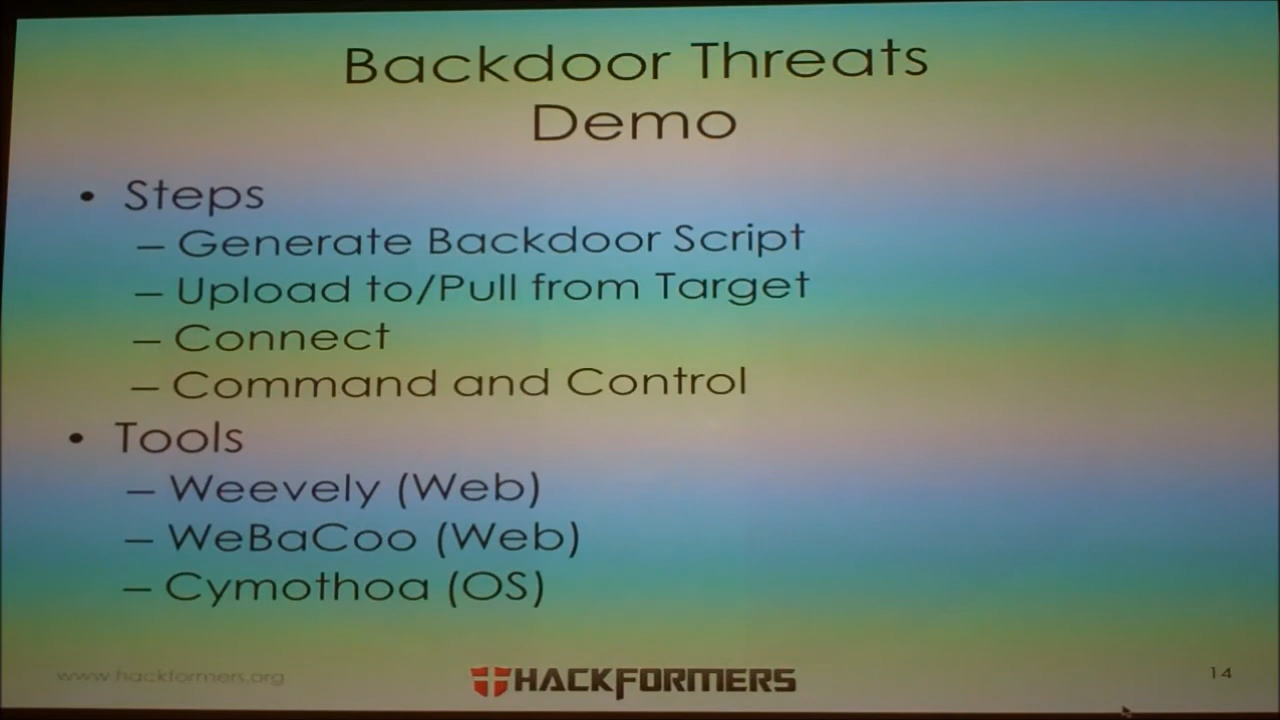 Backdoor Threats
Demo
• Steps
– Generate Backdoor Script
– Upload to/Pull from Target
– Connect
– Command and Control
• Tools
– Weevely (Web)
– WeBaCoo (Web)
– Cymothoa (OS)
www.hackformers.org
HACKFORMERS
14